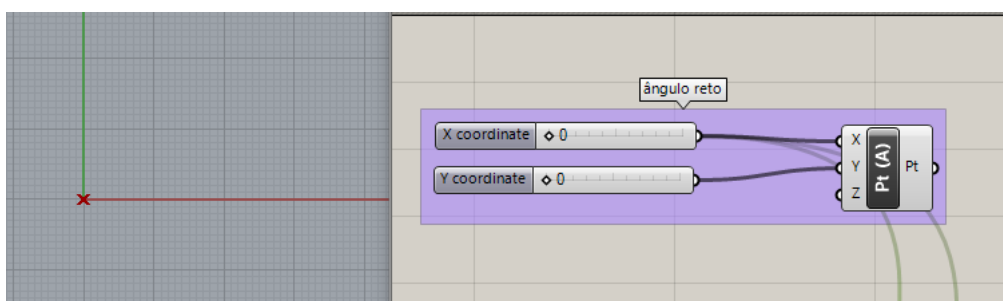 ângulo reto
X coordinate 0
Y coordinate 0
X
Y
Z
Pt (A)
Pt